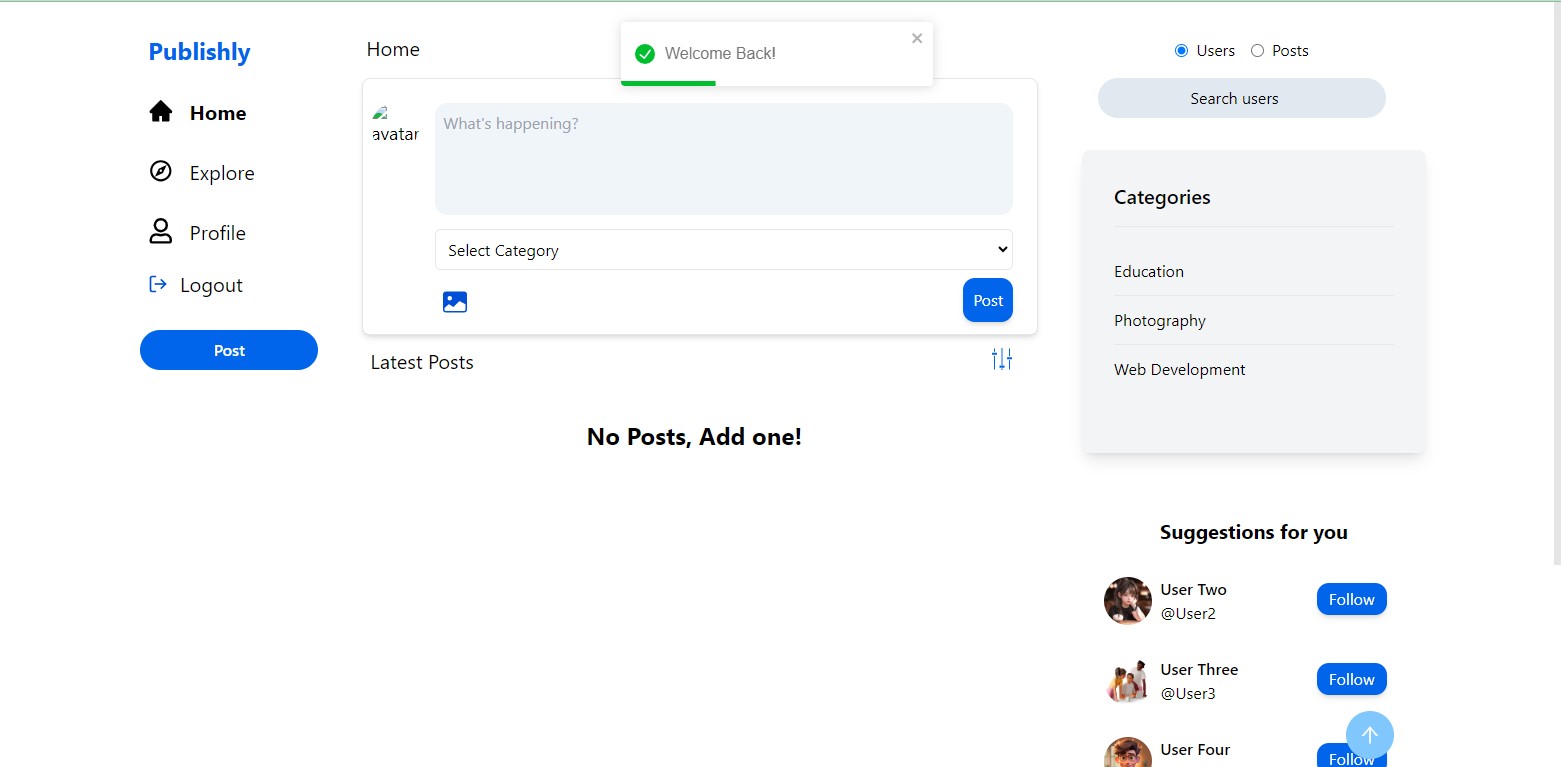 Publishly
Home
Explore
Profile
Logout
Post
Home
Welcome Back!
avatar
What's happening?
Select Category
Post
Latest Posts
No Posts, Add one!
Users Posts
Search users
Categories
Education
Photography
Web Development
Suggestions for you
User Two
@User2
Follow
User Three
@User3
Follow
User Four
Follow